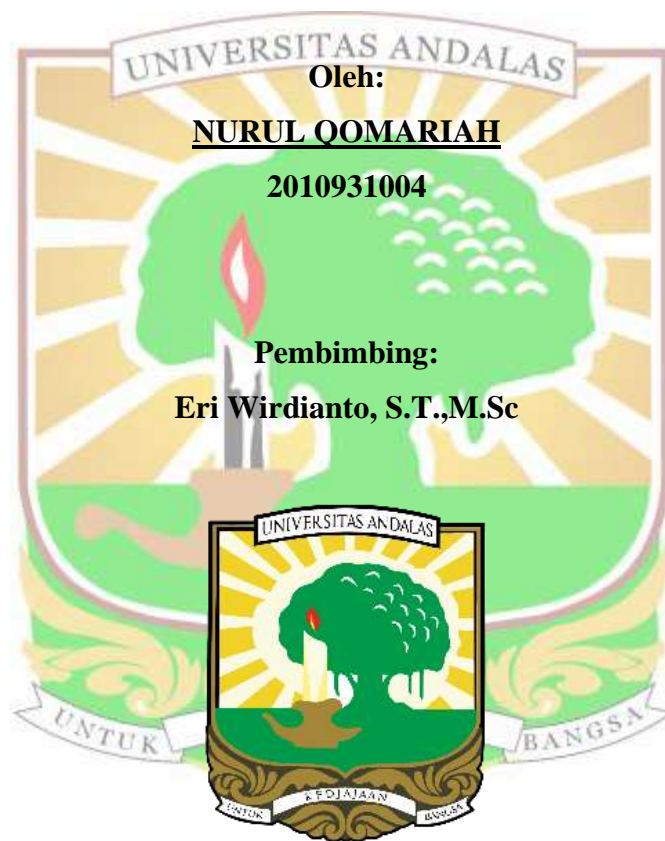 UNIVERSITAS ANDALAS
Oleh:
NURUL QOMARIAH
2010931004
Pembimbing:
Eri Wirdianto, S.T.,M.Sc
UNIVERSITAS ANDALAS
UNTUK BANGSA
UNTUK KEDJAJAAN BANGSA